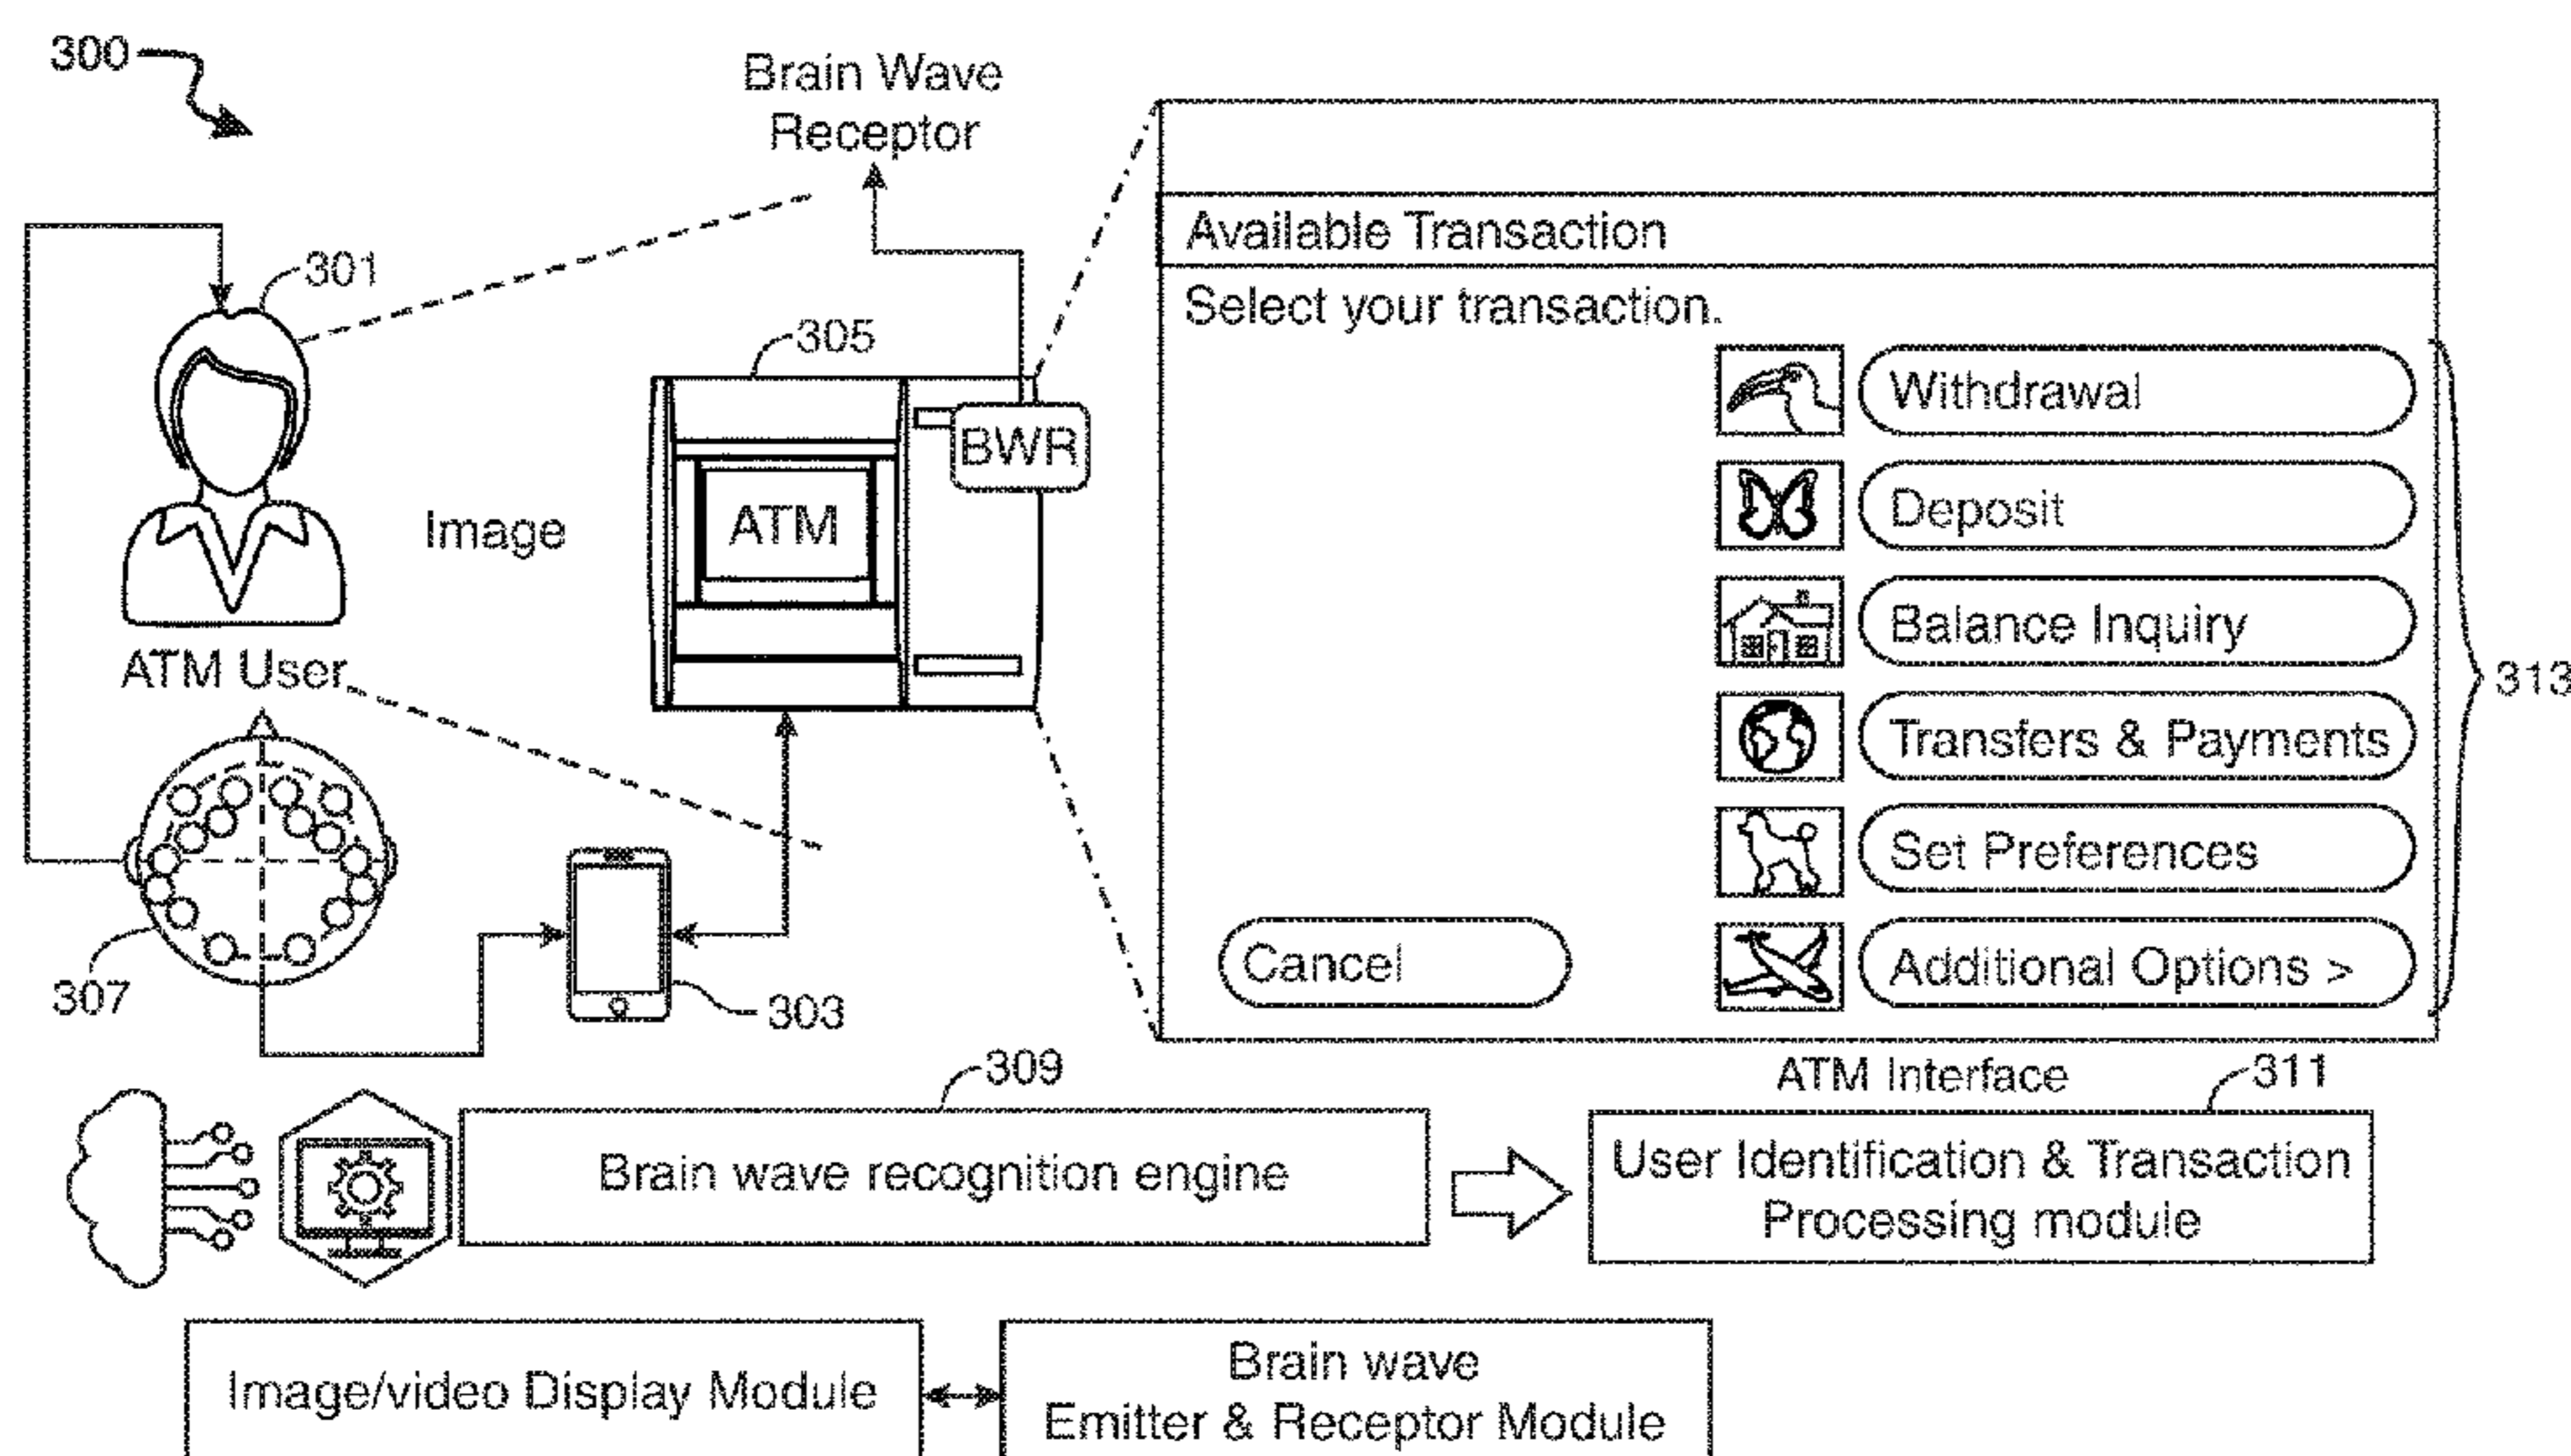 300
Brain Wave
Receptor
301
305
BWR
ATM
Image
ATM User
307
303
Available Transaction
Select your transaction.
Withdrawal
Deposit
Balance Inquiry
Transfers & Payments
Set Preferences
Cancel
Additional Options >
313
ATM Interface
309
311
Brain wave recognition engine
User Identification & Transaction
Processing module
Image/video Display Module
Brain wave
Emitter & Receptor Module